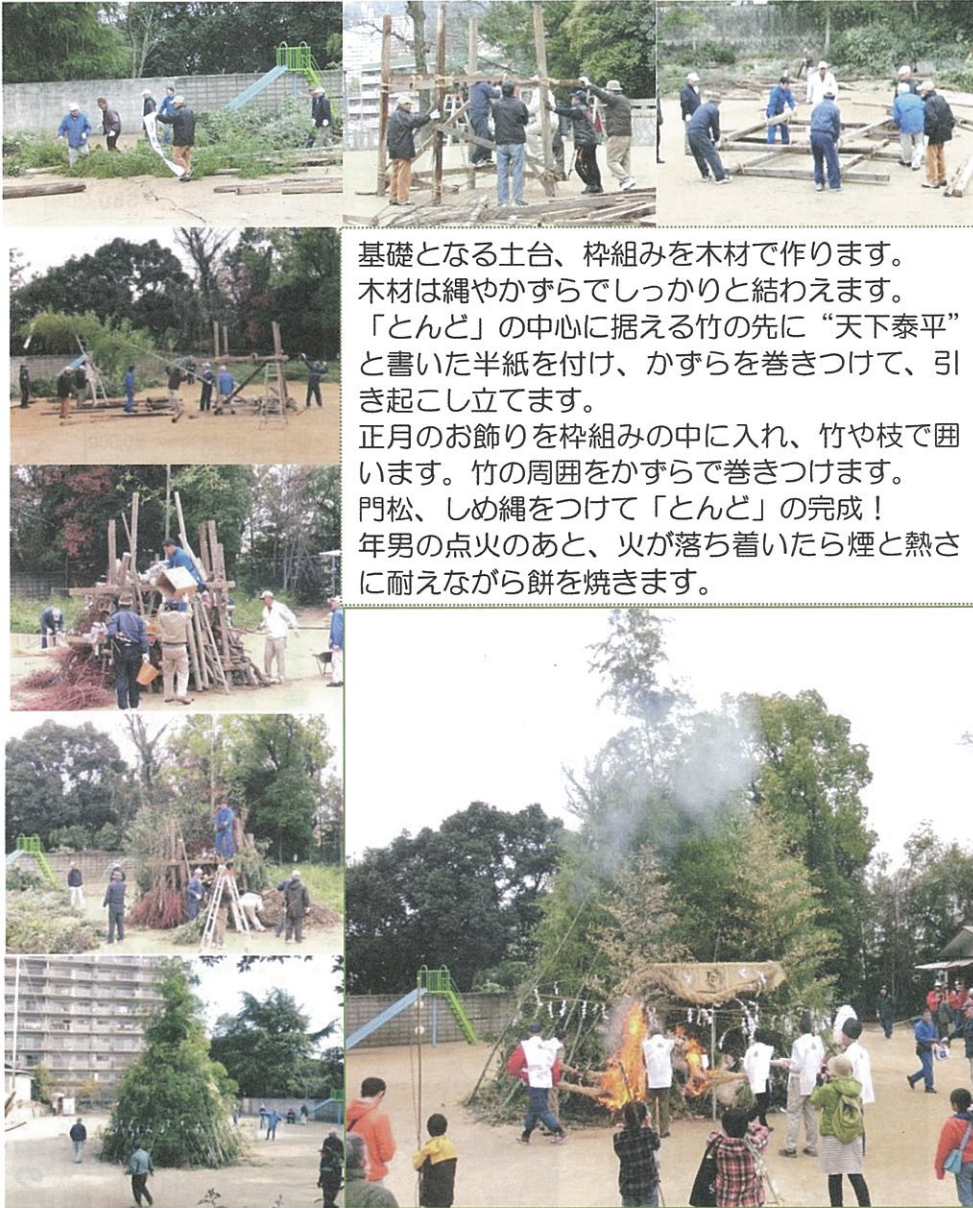 基礎となる土台、枠組みを木材で作ります。
木材は縄やかずらでしっかりと結わえます。
「とんど」の中心に据える竹の先に“天下泰平”
と書いた半紙を付け、かずらを巻きつけて、引
き起こし立てます。
正月のお飾りを枠組みの中に入れ、竹や枝で囲
います。竹の周囲をかずらで巻きつけます。
門松、しめ縄をつけて「とんど」の完成！
年男の点火のあと、火が落ち着いたら煙と熱さ
に耐えながら餅を焼きます。